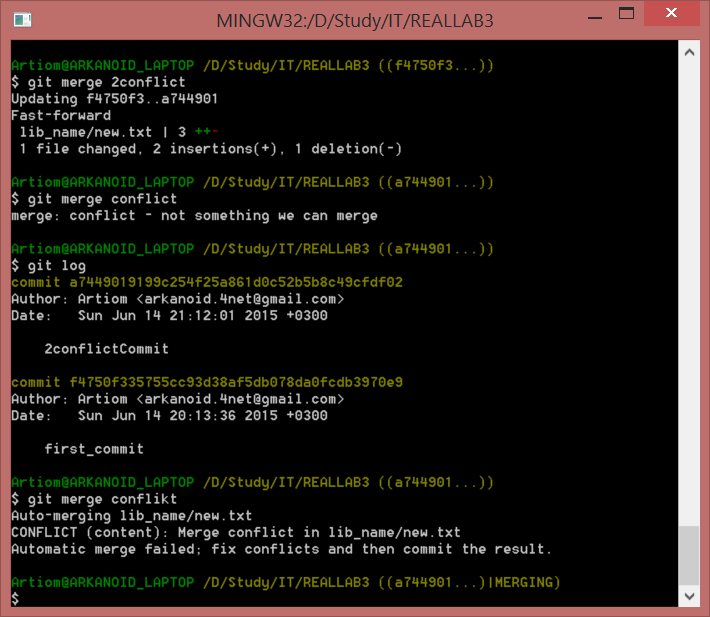 MINGW32:/D/Study/IT/REALLAB3
Artiom@ARKANOID_LAPTOP /D/Study/IT/REALLAB3 ((f4750f3...))
$ git merge 2conflict
Updating f4750f3..a744901
Fast-forward
 lib_name/new.txt | 3 ++-
 1 file changed, 2 insertions(+), 1 deletion(-)
Artiom@ARKANOID_LAPTOP /D/Study/IT/REALLAB3 ((a744901...))
$ git merge conflict
merge: conflict - not something we can merge
Artiom@ARKANOID_LAPTOP /D/Study/IT/REALLAB3 ((a744901...))
$ git log
commit a7449019199c254f25a861d0c52b5b8c49cfdf02
Author: Artiom <arkanoid.4net@gmail.com>
Date:   Sun Jun 14 21:12:01 2015 +0300
    2conflictCommit
commit f4750f335755cc93d38af5db078da0fcdb3970e9
Author: Artiom <arkanoid.4net@gmail.com>
Date:   Sun Jun 14 20:13:36 2015 +0300
    first_commit
Artiom@ARKANOID_LAPTOP /D/Study/IT/REALLAB3 ((a744901...))
$ git merge conflikt
Auto-merging lib_name/new.txt
CONFLICT (content): Merge conflict in lib_name/new.txt
Automatic merge failed; fix conflicts and then commit the result.
Artiom@ARKANOID_LAPTOP /D/Study/IT/REALLAB3 ((a744901...)|MERGING)
$